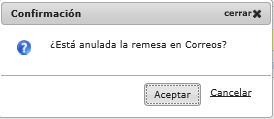 Confirmación cerrar
¿Está anulada la remesa en Correos?
Aceptar Cancelar